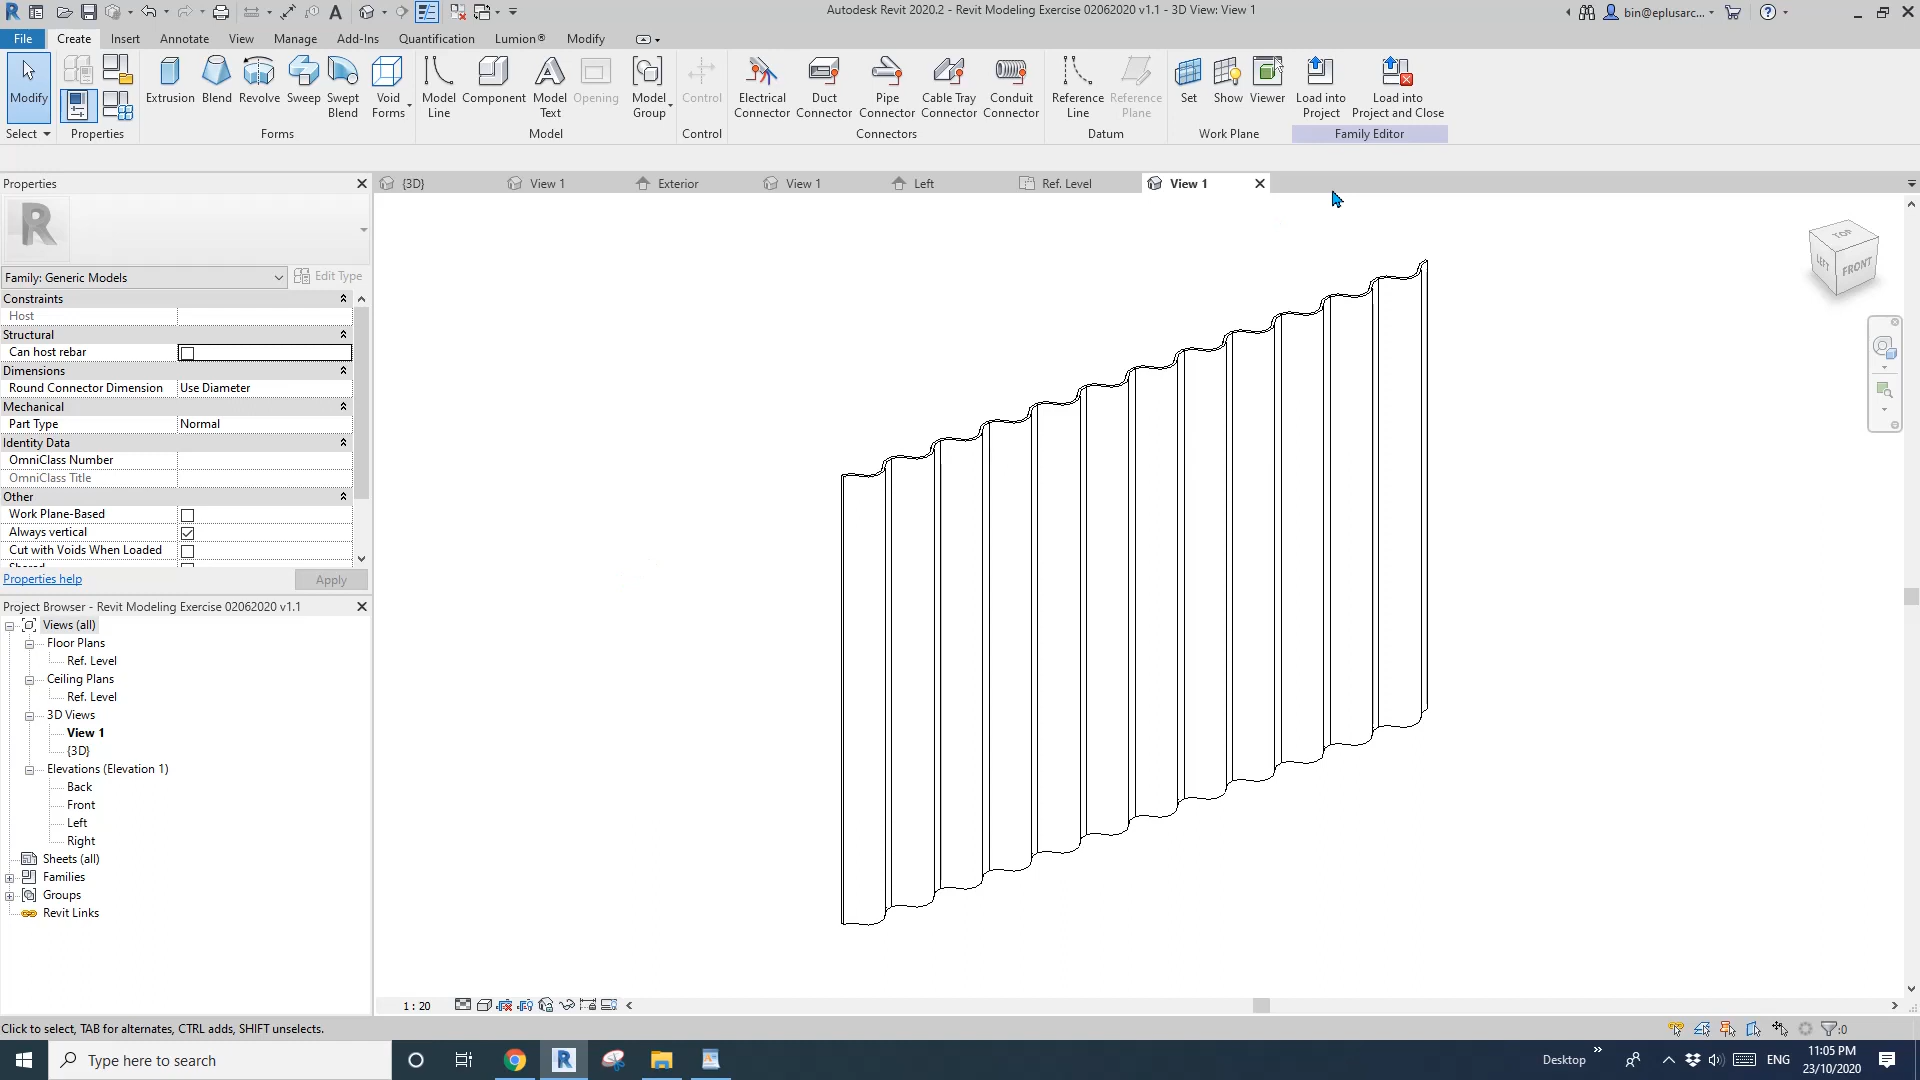 Autodesk Revit 2020.2 - Revit Modeling Exercise 02062020 v1.1 - 3D View: View 1
bin@eplusarc...
File Create Insert Annotate View Manage Add-Ins Quantification Lumion® Modify
Modify
Extrusion Blend Revolve Sweep Swept Blend Void Forms
Model Line Component Model Text Opening Model Group
Control
Electrical Connector Duct Connector Pipe Connector Cable Tray Connector Conduit Connector
Reference Line Reference Plane
Set Show Viewer
Load into Project Load into Project and Close
Select Properties Forms Model Control Connectors Datum Work Plane Family Editor
Properties
{3D} View 1 Exterior View 1 Left Ref. Level View 1
R
Family: Generic Models Edit Type
Constraints
Host
Structural
Can host rebar
Dimensions
Round Connector Dimension Use Diameter
Mechanical
Part Type Normal
Identity Data
OmniClass Number
OmniClass Title
Other
Work Plane-Based
Always vertical
Cut with Voids When Loaded
Properties help Apply
Project Browser - Revit Modeling Exercise 02062020 v1.1
Views (all)
Floor Plans
Ref. Level
Ceiling Plans
Ref. Level
3D Views
View 1
{3D}
Elevations (Elevation 1)
Back
Front
Left
Right
Sheets (all)
Families
Groups
Revit Links
TOP
LEFT FRONT
1 : 20
Click to select, TAB for alternates, CTRL adds, SHIFT unselects.
:0
Type here to search
Desktop
ENG
11:05 PM
23/10/2020